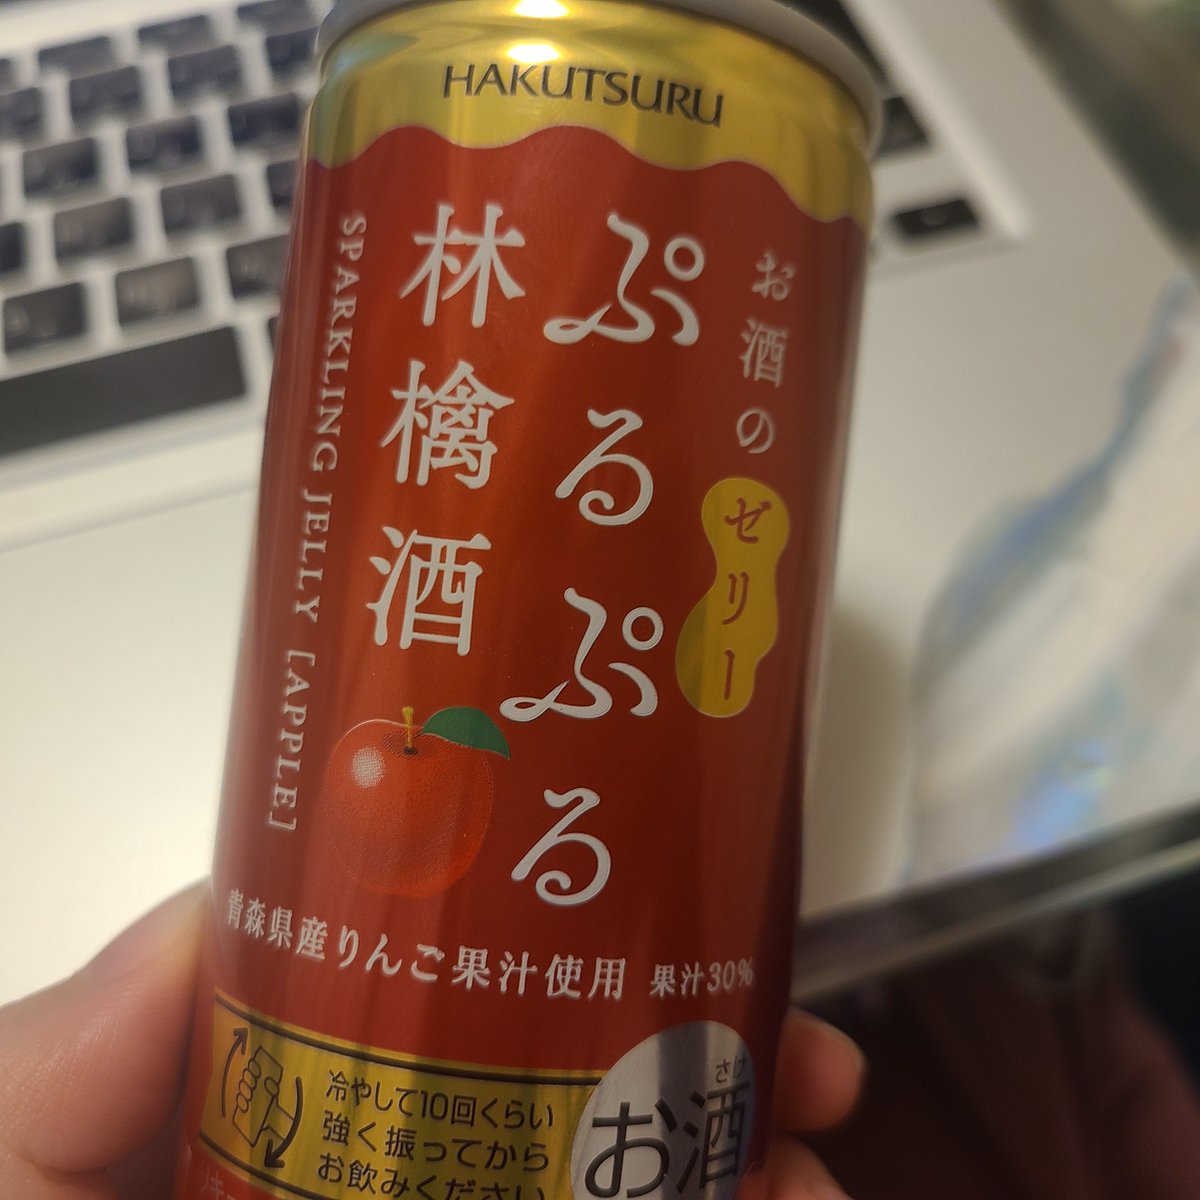 HAKUTSURU
お酒の
ゼリー
ぷるぷる
林檎酒
SPARKLING JELLY [APPLE]
青森県産りんご果汁使用 果汁30%
冷やして10回くらい
強く振ってから
お飲みください
さけ
お酒